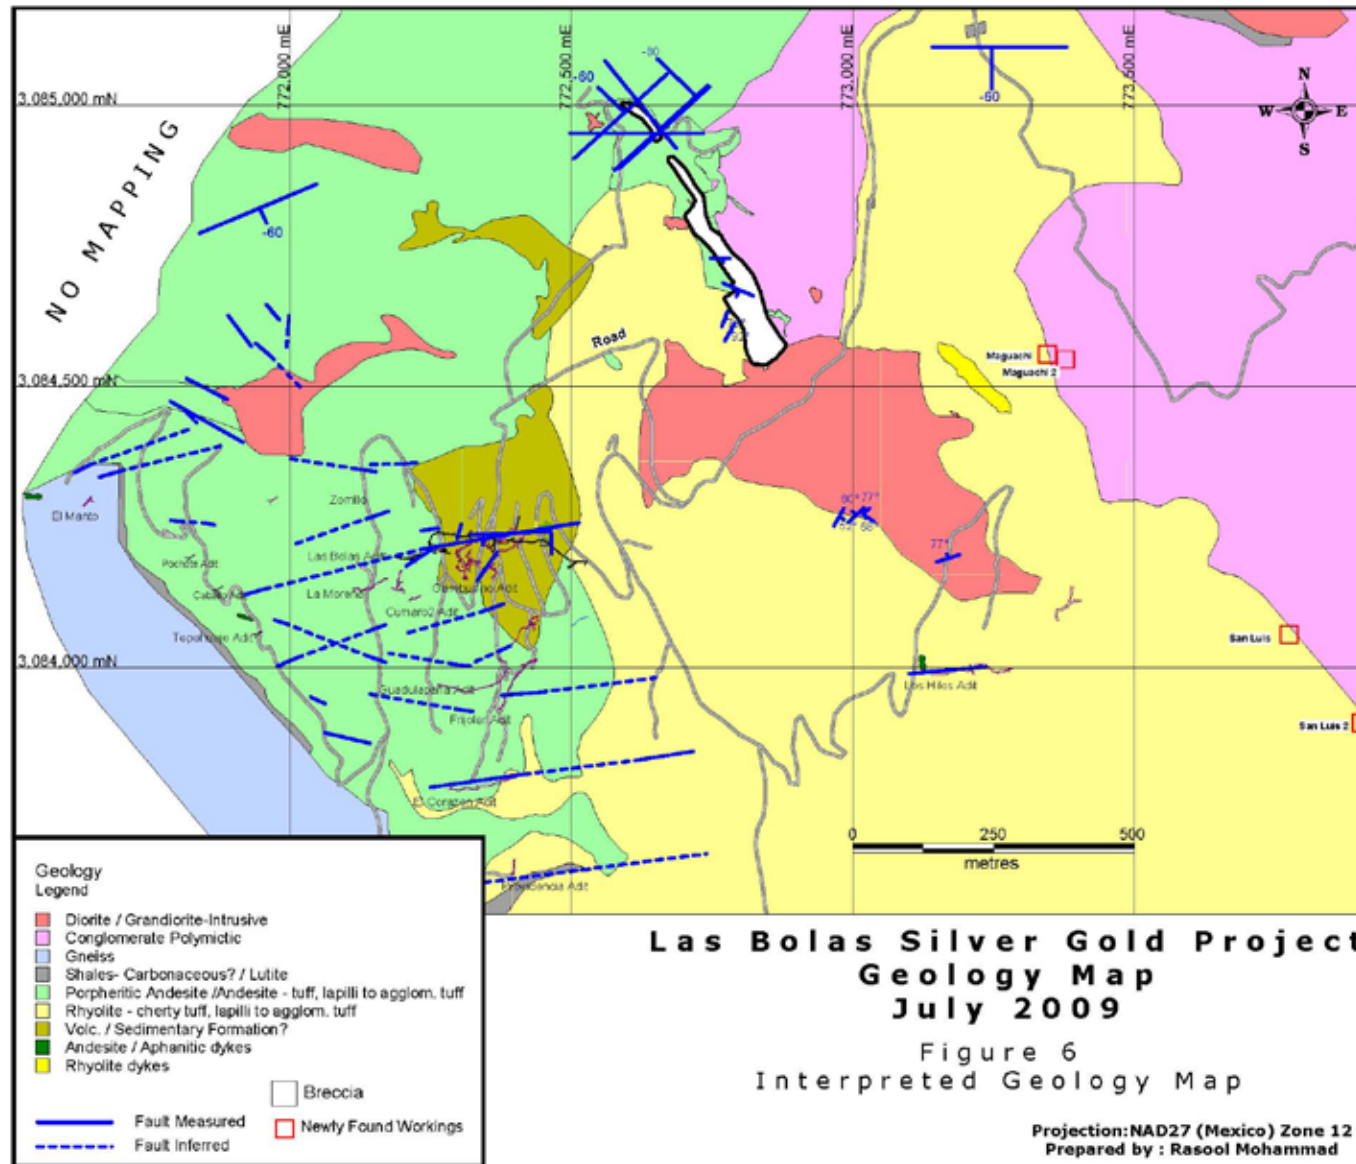 772,000 mE
772,500 mE
773,000 mE
773,500 mE
3,085,000 mN
3,084,500 mN
3,084,000 mN
N
W E
S
NO MAPPING
-60
-60
-60
Road
Maguachi
Maguachi 2
El Manto
Zorrillo
Las Bolas Adit
La Morena
Cumaro2 Adit
77°
77°
San Luis
San Luis 2
Los Hilos Adit
Frijolar Adit
El Corazon Adit
Providencia Adit
0 250 500
metres
Geology
Legend
Diorite / Grandiorite-Intrusive
Conglomerate Polymictic
Gneiss
Shales- Carbonaceous? / Lutite
Porpheritic Andesite /Andesite - tuff, lapilli to agglom. tuff
Rhyolite - cherty tuff, lapilli to agglom. tuff
Volc. / Sedimentary Formation?
Andesite / Aphanitic dykes
Rhyolite dykes
Breccia
Fault Measured
Newly Found Workings
Fault Inferred
Las Bolas Silver Gold Project
Geology Map
July 2009
Figure 6
Interpreted Geology Map
Projection:NAD27 (Mexico) Zone 12
Prepared by : Rasool Mohammad